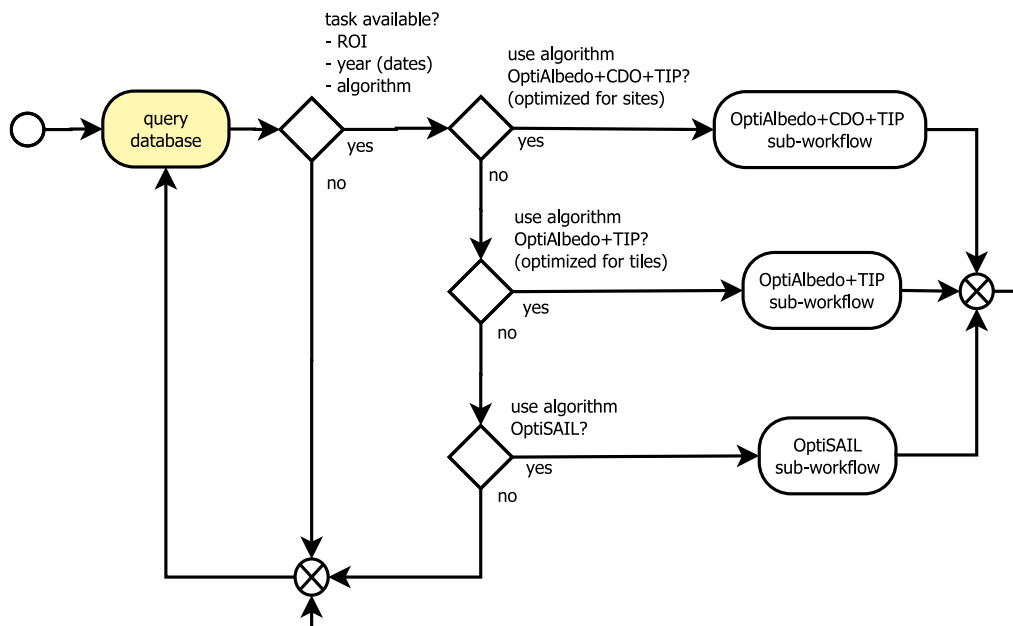 task available?
- ROI
- year (dates)
- algorithm
use algorithm
OptiAlbedo+CDO+TIP?
(optimized for sites)
query
database
yes
no
yes
no
OptiAlbedo+CDO+TIP
sub-workflow
use algorithm
OptiAlbedo+TIP?
(optimized for tiles)
yes
no
OptiAlbedo+TIP
sub-workflow
use algorithm
OptiSAIL?
yes
no
OptiSAIL
sub-workflow